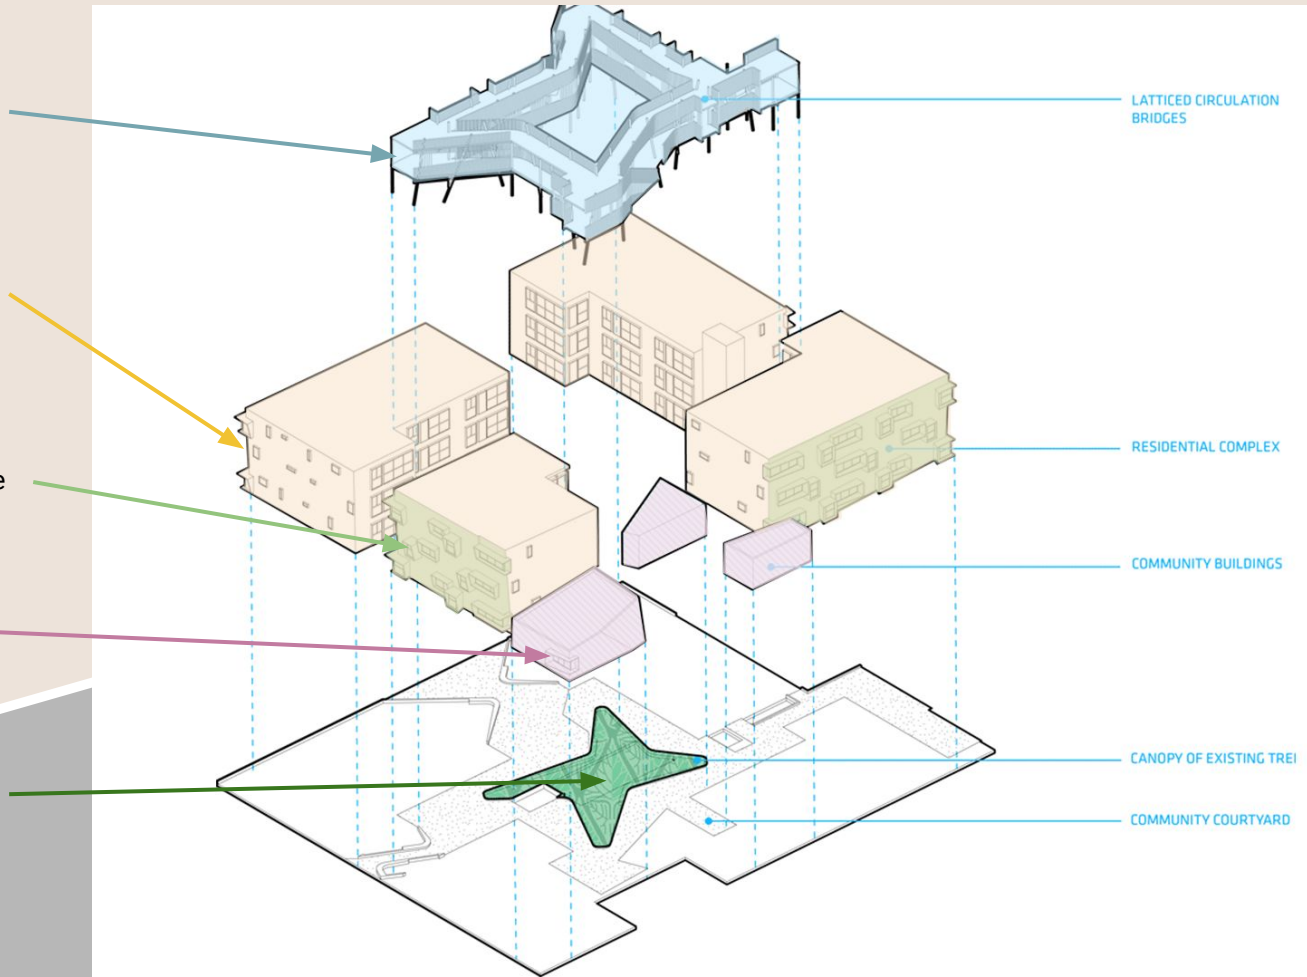 LATTICED CIRCULATION
BRIDGES
RESIDENTIAL COMPLEX
e
COMMUNITY BUILDINGS
CANOPY OF EXISTING TREI
COMMUNITY COURTYARD